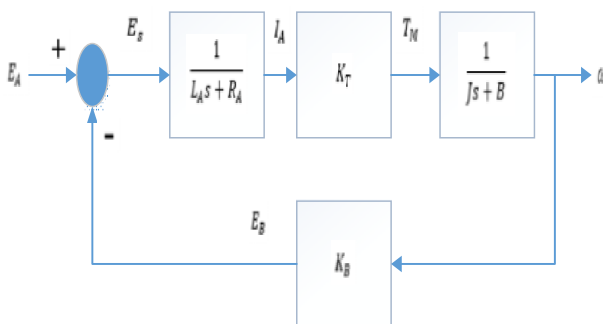 +
E_A
E_s
1
L_A s + R_A
I_A
K_T
T_M
1
Js + B
-
E_B
K_B